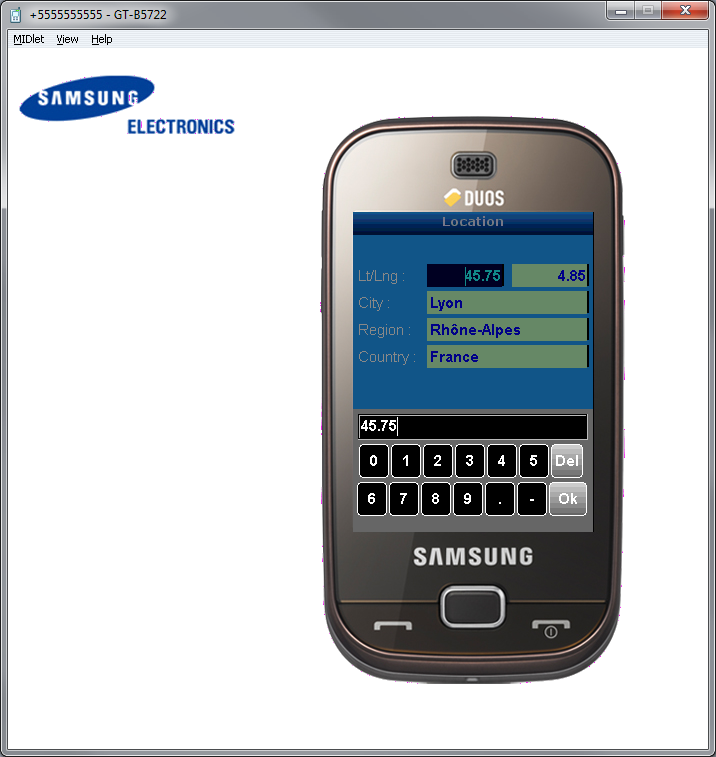 +5555555555 - GT-B5722
MIDlet View Help
SAMSUNG
ELECTRONICS
DUOS
Location
Lt/Lng : 45.75 4.85
City : Lyon
Region : Rhône-Alpes
Country : France
45.75
0 1 2 3 4 5 Del
6 7 8 9 . - Ok
SAMSUNG